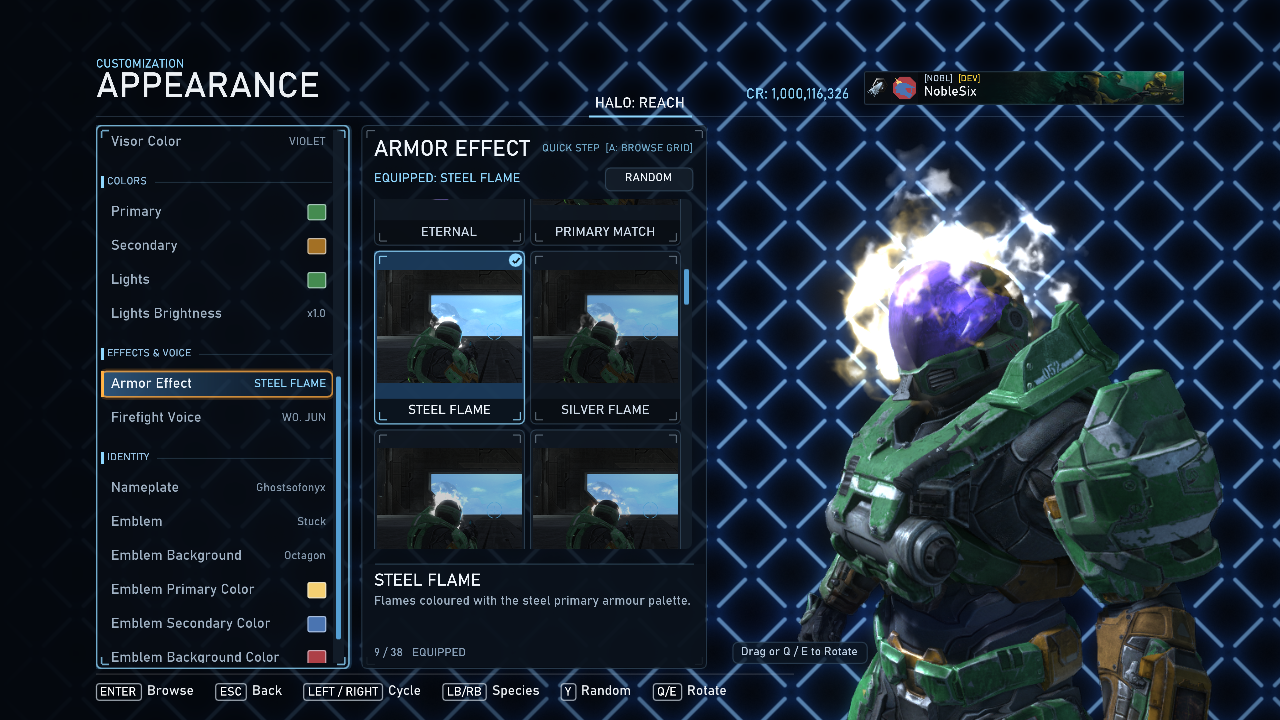 CUSTOMIZATION
APPEARANCE
HALO: REACH
CR: 1,000,116,326
[NOBL] [DEV]
NobleSix
Visor Color VIOLET
COLORS
Primary
Secondary
Lights
Lights Brightness x1.0
EFFECTS & VOICE
Armor Effect STEEL FLAME
Firefight Voice WO. JUN
IDENTITY
Nameplate Ghostsofonyx
Emblem Stuck
Emblem Background Octagon
Emblem Primary Color
Emblem Secondary Color
Emblem Background Color
ARMOR EFFECT QUICK STEP [A: BROWSE GRID]
EQUIPPED: STEEL FLAME RANDOM
ETERNAL PRIMARY MATCH
STEEL FLAME SILVER FLAME
STEEL FLAME
Flames coloured with the steel primary armour palette.
9 / 38 EQUIPPED
052
Drag or Q / E to Rotate
ENTER Browse ESC Back LEFT / RIGHT Cycle LB/RB Species Y Random Q/E Rotate